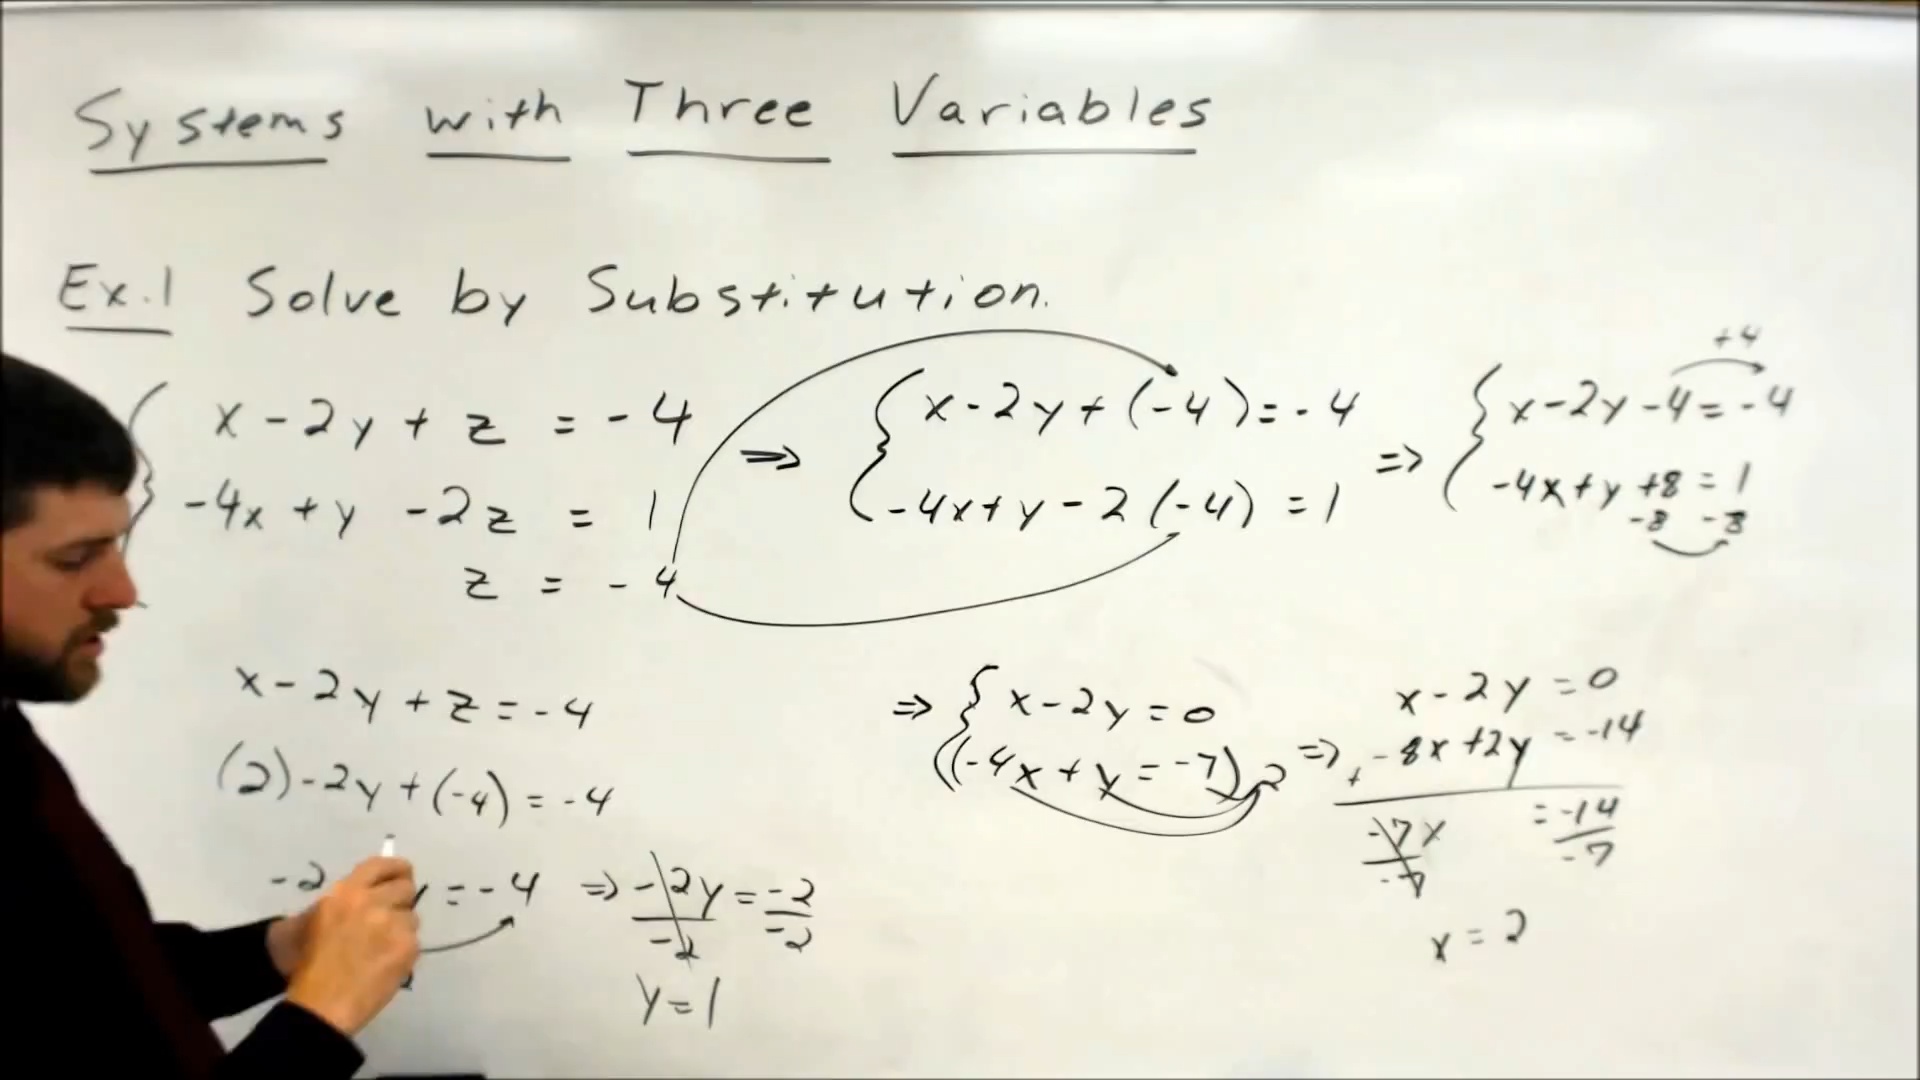 Systems with Three Variables
Ex.1 Solve by Substitution.
x - 2y + z = -4
-4x + y - 2z = 1
z = -4
=> x - 2y + (-4) = -4
-4x + y - 2(-4) = 1
+4
=> x - 2y - 4 = -4
-4x + y + 8 = 1
-8 -8
=> x - 2y = 0
((-4x + y = -7) 2
=> x - 2y = 0
+ -8x + 2y = -14
-7x = -14
-7 -7
x = 2
x - 2y + z = -4
(2) - 2y + (-4) = -4
-2 y = -4
=> -2y = -2
-2 -2
y = 1